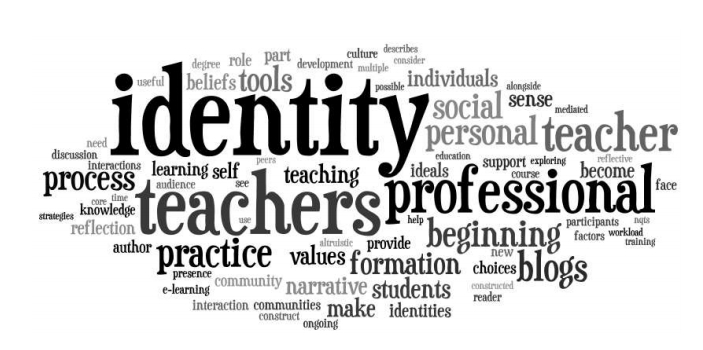 degree role part development culture describes
multiple consider
useful beliefs tools possible individuals alongside
identity social sense mediated
personal teacher
need
discussion interactions learning self peers teaching ideals education support exploring reflective
process audience see course become face
core time professional
strategies knowledge teachers use help participants nqts
reflection beginning factors workload
training
author practice altruistic values provide new
formation choices blogs
presence community narrative students constructed
e-learning reader
interaction communities make identities
construct ongoing